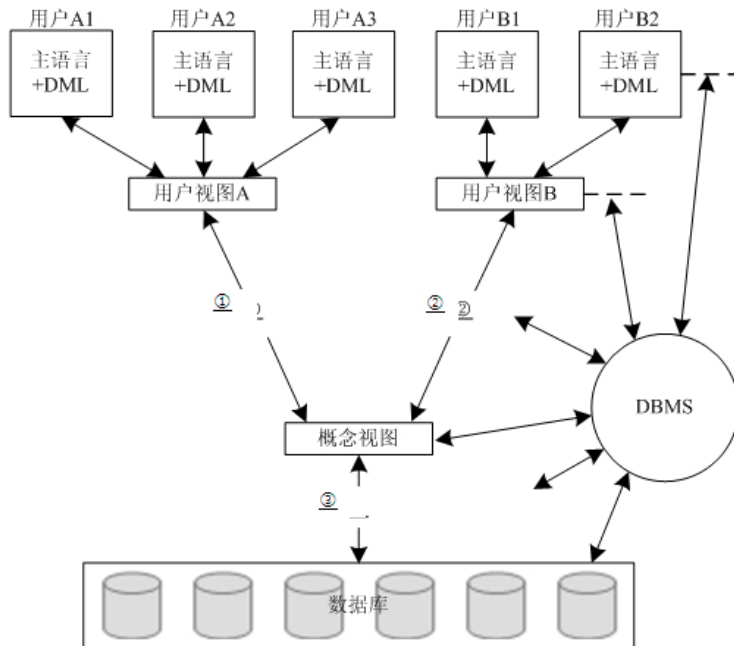 用户A1 用户A2 用户A3 用户B1 用户B2
主语言 主语言 主语言 主语言 主语言
+DML +DML +DML +DML +DML
用户视图A 用户视图B
① ② ②
DBMS
概念视图
③
数据库